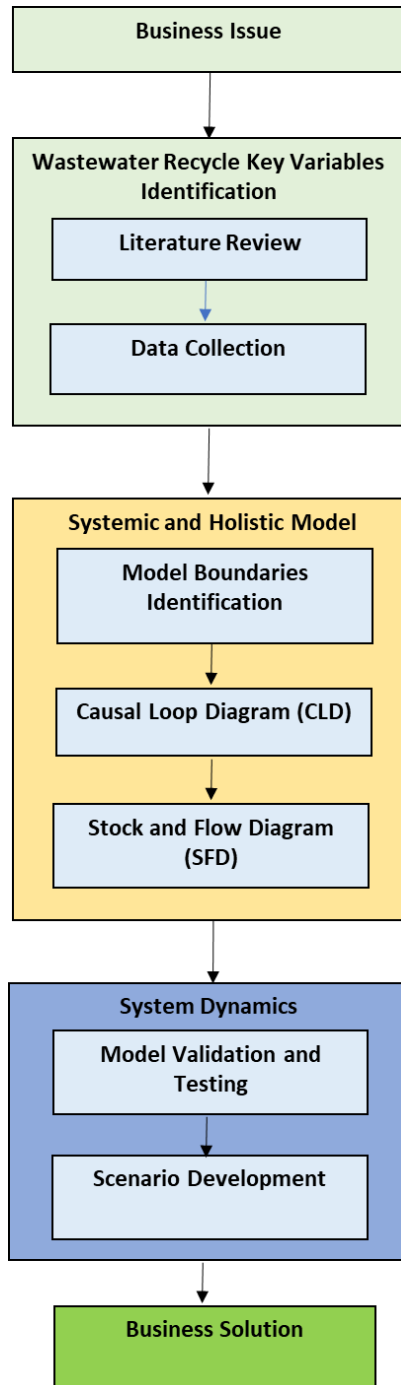 Business Issue
Wastewater Recycle Key Variables
Identification
Literature Review
Data Collection
Systemic and Holistic Model
Model Boundaries
Identification
Causal Loop Diagram (CLD)
Stock and Flow Diagram
(SFD)
System Dynamics
Model Validation and
Testing
Scenario Development
Business Solution